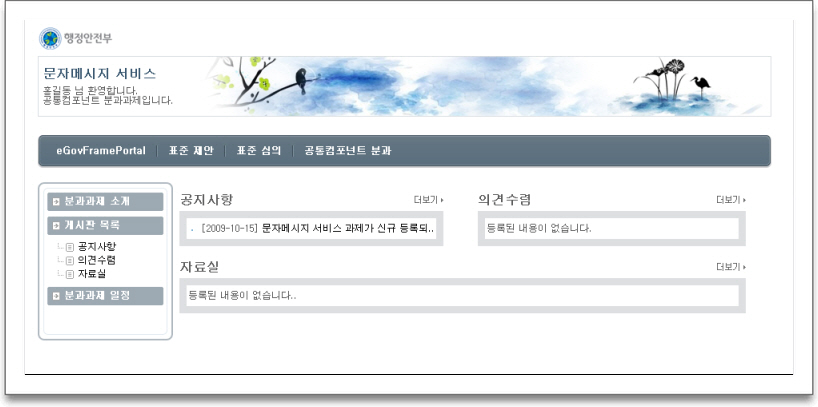 행정안전부
문자메시지 서비스
홍길동 님 환영합니다.
공통컴포넌트 분과과제입니다.
eGovFramePortal 표준 제안 표준 심의 공통컴포넌트 분과
분과과제 소개
게시판 목록
공지사항
의견수렴
자료실
분과과제 일정
공지사항 더보기
[2009-10-15] 문자메시지 서비스 과제가 신규 등록되..
의견수렴 더보기
등록된 내용이 없습니다.
자료실 더보기
등록된 내용이 없습니다..